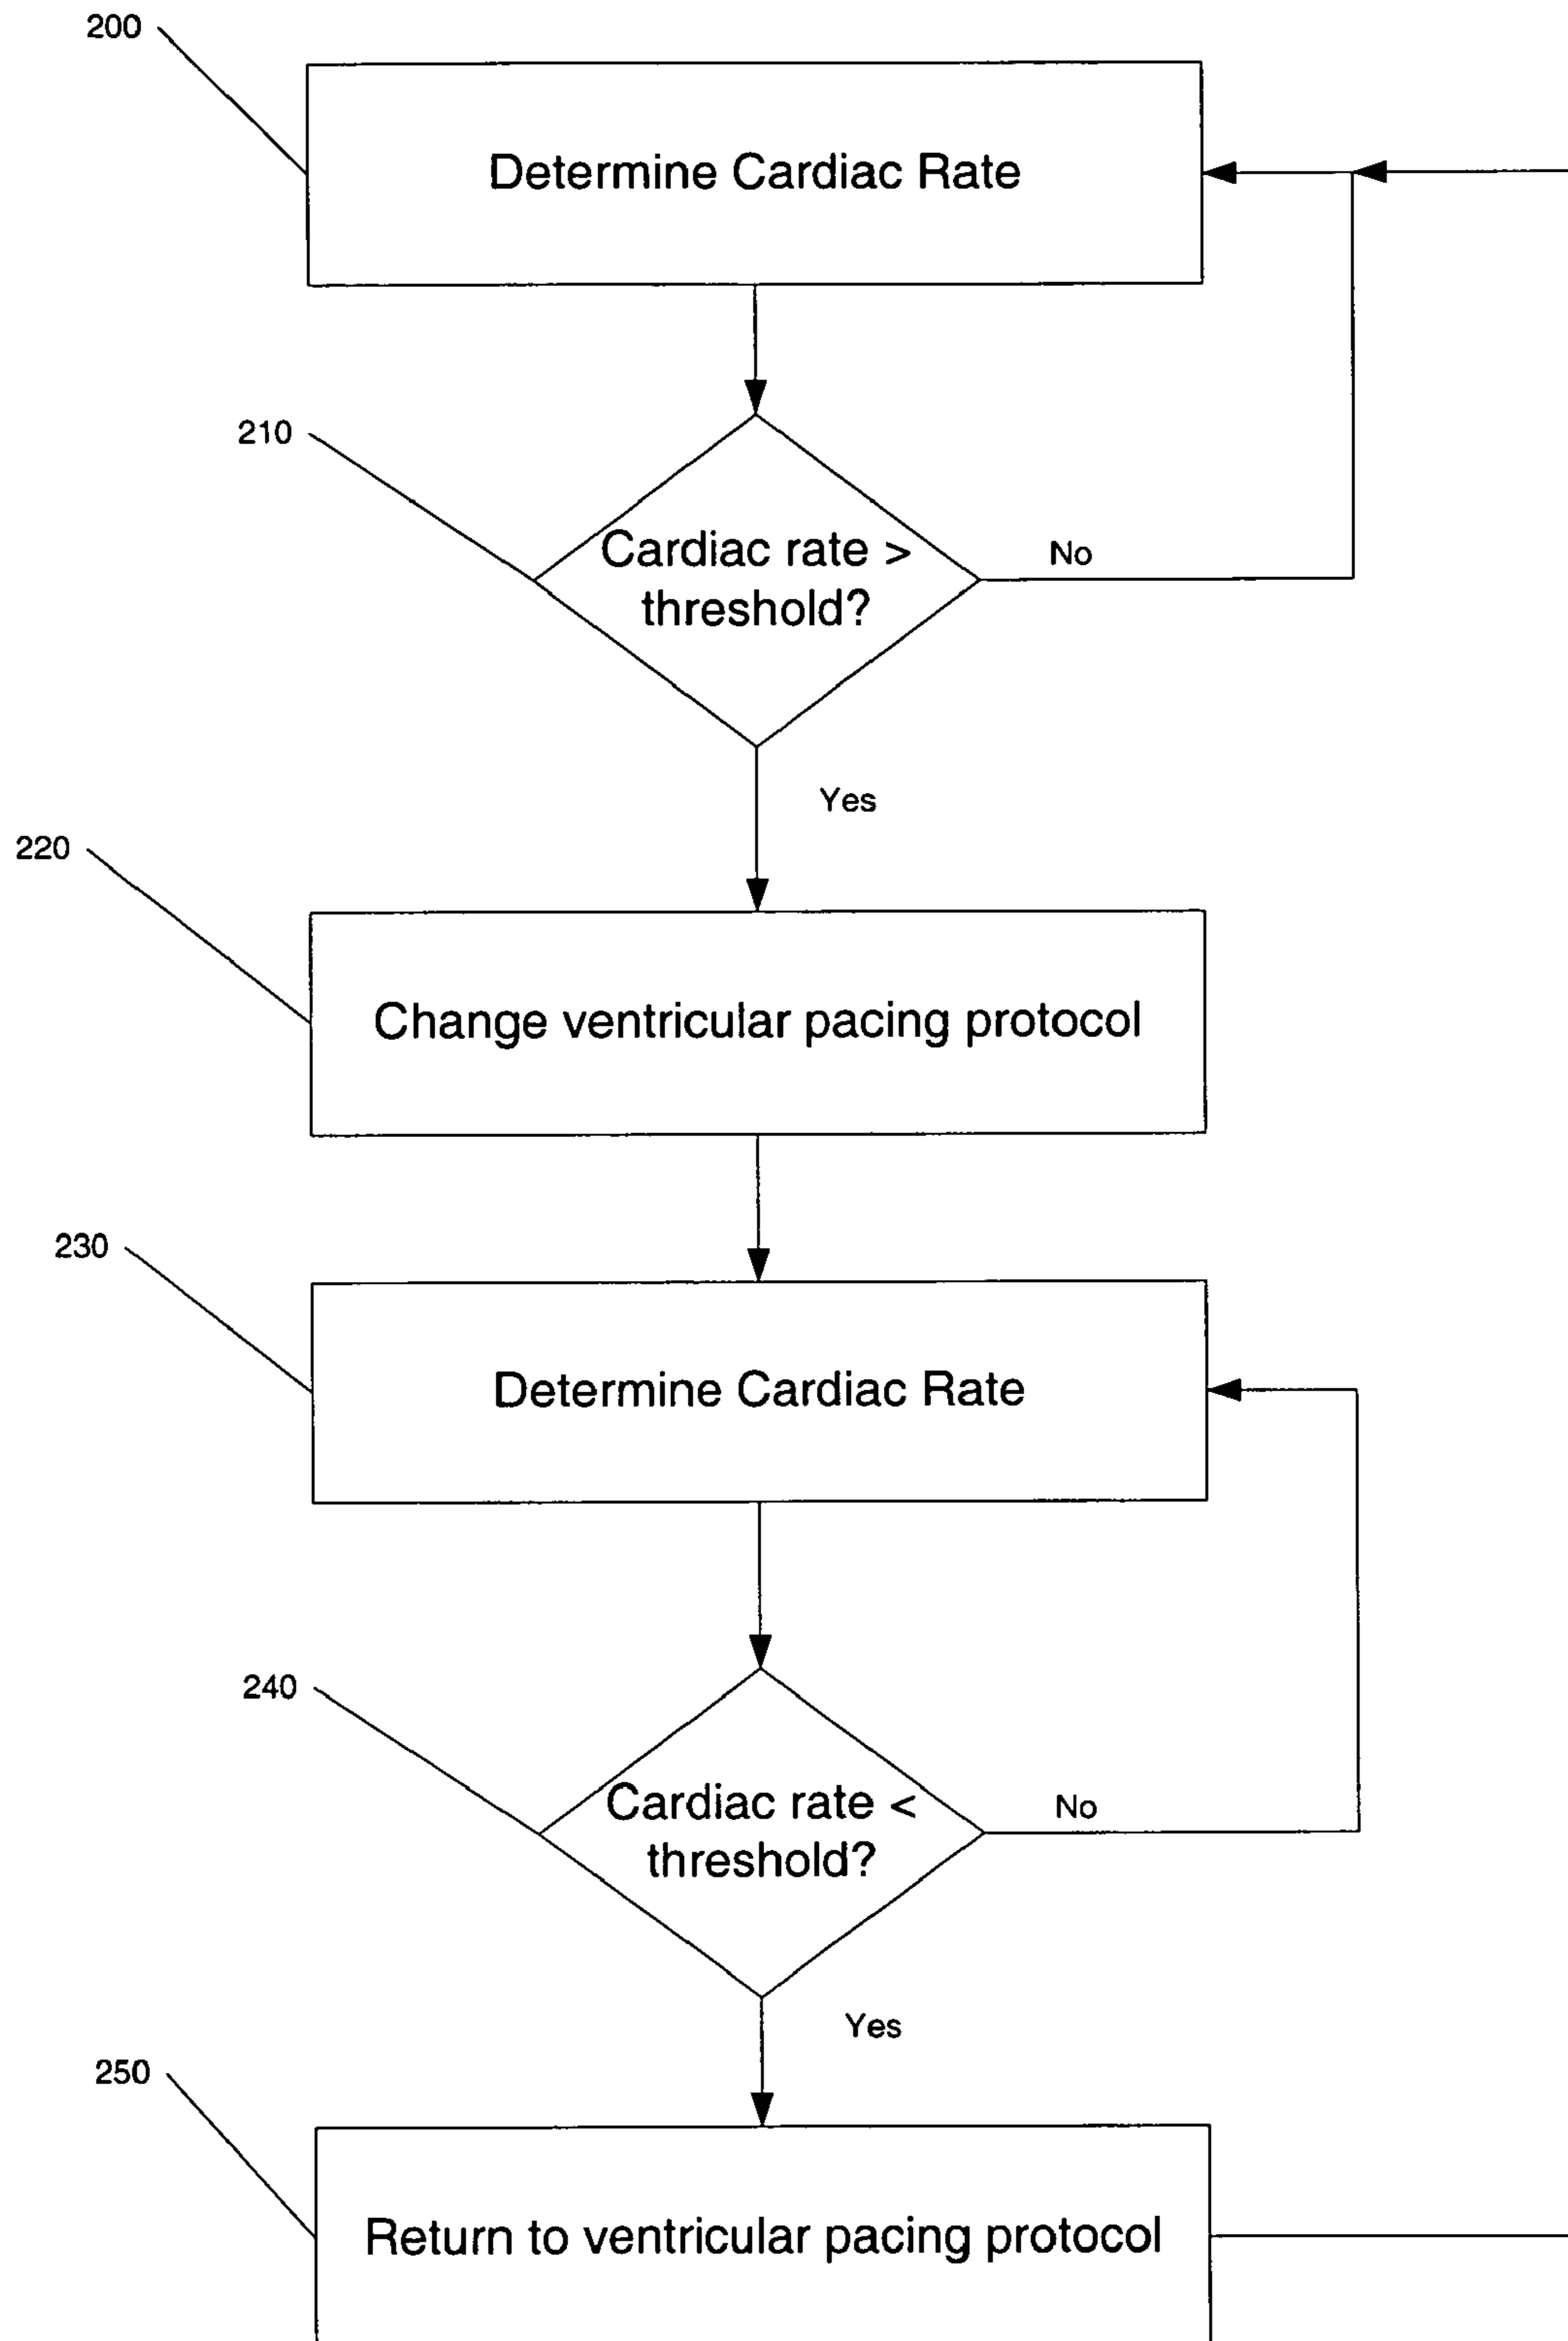 200
Determine Cardiac Rate
210
Cardiac rate >
threshold?
No
Yes
220
Change ventricular pacing protocol
230
Determine Cardiac Rate
240
Cardiac rate <
threshold?
No
Yes
250
Return to ventricular pacing protocol